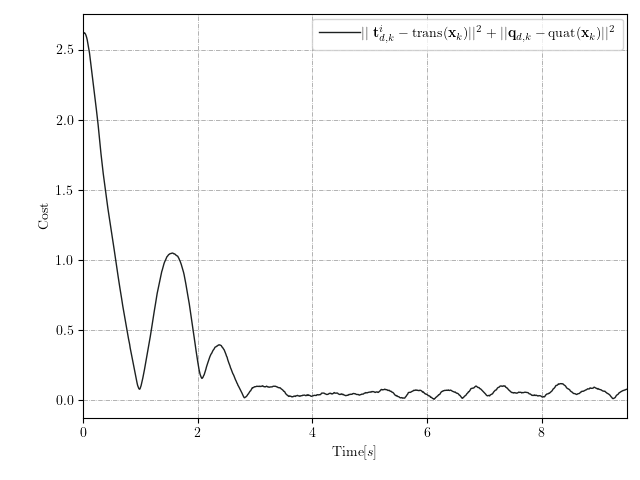 || t^i_{d,k} − trans(x_k)||^2 + ||q_{d,k} − quat(x_k)||^2
2.5
2.0
1.5
1.0
0.5
0.0
Cost
0 2 4 6 8
Time[s]